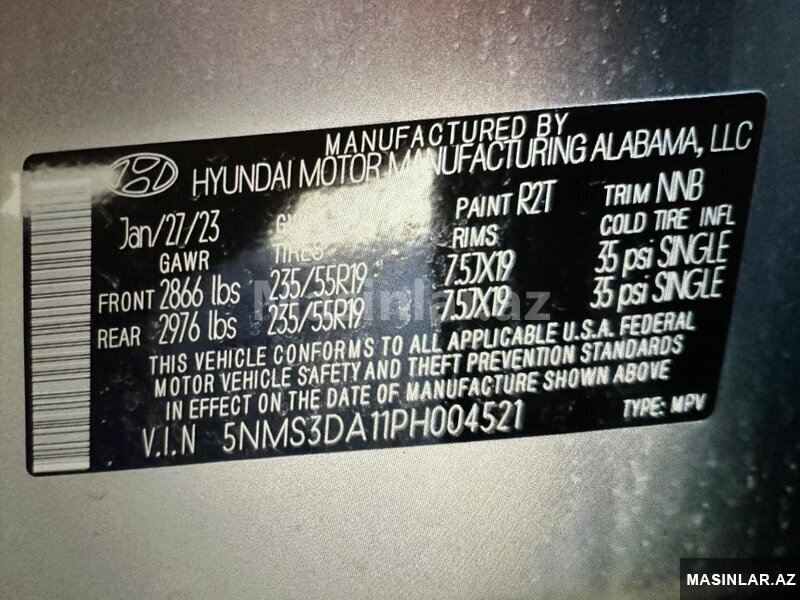 MANUFACTURED BY
HYUNDAI MOTOR MANUFACTURING ALABAMA, LLC
Jan/27/23 PAINT R2T TRIM NNB
GAWR TIRES RIMS COLD TIRE INFL
FRONT 2866 lbs 235/55R19 7.5JX19 35 psi SINGLE
REAR 2976 lbs 235/55R19 7.5JX19 35 psi SINGLE
THIS VEHICLE CONFORMS TO ALL APPLICABLE U.S.A. FEDERAL
MOTOR VEHICLE SAFETY AND THEFT PREVENTION STANDARDS
IN EFFECT ON THE DATE OF MANUFACTURE SHOWN ABOVE
V.I.N 5NMS3DA11PH004521 TYPE: MPV
Masinlar.az
MASINLAR.AZ